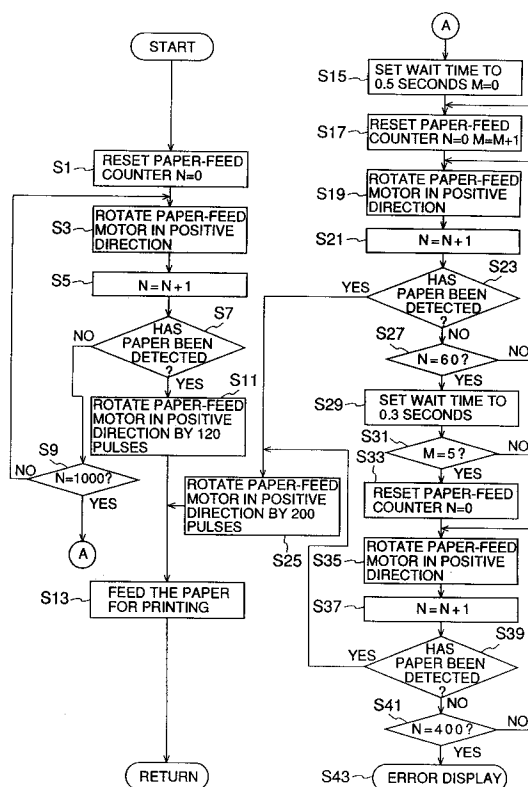 START
S1
RESET PAPER-FEED
COUNTER N=0
S3
ROTATE PAPER-FEED
MOTOR IN POSITIVE
DIRECTION
S5
N=N+1
S7
HAS
PAPER BEEN
DETECTED
?
NO
YES
S11
ROTATE PAPER-FEED
MOTOR IN POSITIVE
DIRECTION BY 120
PULSES
S9
N=1000?
NO
YES
A
S13
FEED THE PAPER
FOR PRINTING
RETURN
A
S15
SET WAIT TIME TO
0.5 SECONDS M=0
S17
RESET PAPER-FEED
COUNTER N=0 M=M+1
S19
ROTATE PAPER-FEED
MOTOR IN POSITIVE
DIRECTION
S21
N=N+1
S23
HAS
PAPER BEEN
DETECTED
?
YES
NO
S27
N=60?
NO
YES
S29
SET WAIT TIME TO
0.3 SECONDS
S31
M=5?
NO
YES
S33
RESET PAPER-FEED
COUNTER N=0
ROTATE PAPER-FEED
MOTOR IN POSITIVE
DIRECTION BY 200
PULSES
S25
S35
ROTATE PAPER-FEED
MOTOR IN POSITIVE
DIRECTION
S37
N=N+1
S39
HAS
PAPER BEEN
DETECTED
?
YES
NO
S41
N=400?
NO
YES
S43
ERROR DISPLAY